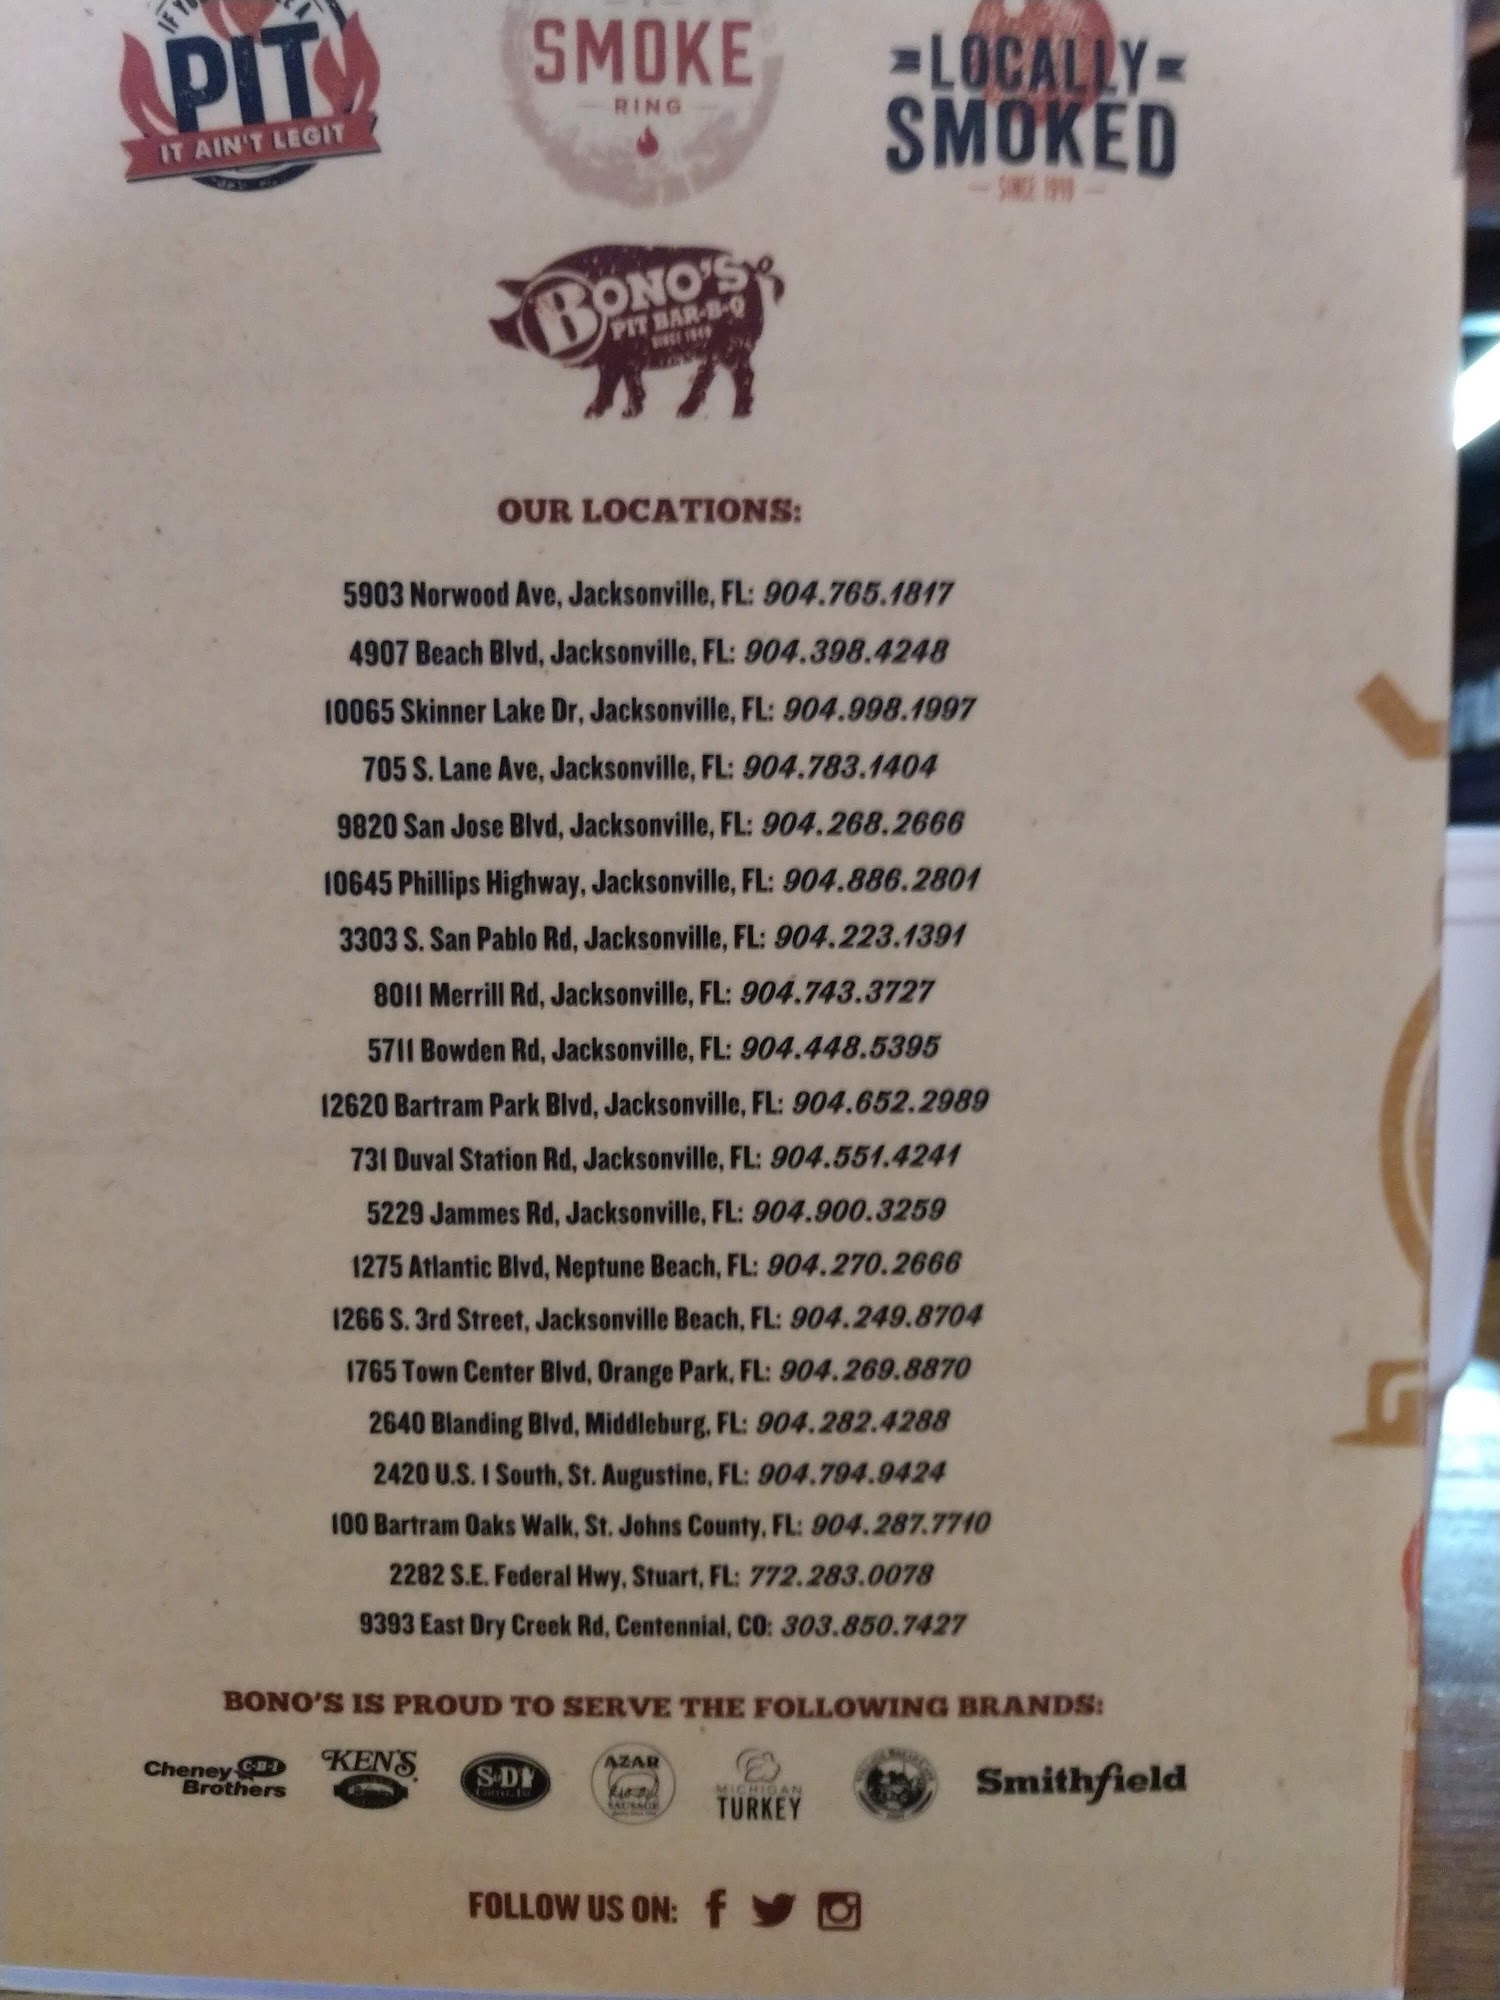 PIT
IT AIN'T LEGIT
SMOKE
RING
LOCALLY
SMOKED
SINCE 1949
BONO'S
PIT BAR-B-Q
SINCE 1949
OUR LOCATIONS:
5903 Norwood Ave, Jacksonville, FL: 904.765.1817
4907 Beach Blvd, Jacksonville, FL: 904.398.4248
10065 Skinner Lake Dr, Jacksonville, FL: 904.998.1997
705 S. Lane Ave, Jacksonville, FL: 904.783.1404
9820 San Jose Blvd, Jacksonville, FL: 904.268.2666
10645 Phillips Highway, Jacksonville, FL: 904.886.2801
3303 S. San Pablo Rd, Jacksonville, FL: 904.223.1391
8011 Merrill Rd, Jacksonville, FL: 904.743.3727
5711 Bowden Rd, Jacksonville, FL: 904.448.5395
12620 Bartram Park Blvd, Jacksonville, FL: 904.652.2989
731 Duval Station Rd, Jacksonville, FL: 904.551.4241
5229 Jammes Rd, Jacksonville, FL: 904.900.3259
1275 Atlantic Blvd, Neptune Beach, FL: 904.270.2666
1266 S. 3rd Street, Jacksonville Beach, FL: 904.249.8704
1765 Town Center Blvd, Orange Park, FL: 904.269.8870
2640 Blanding Blvd, Middleburg, FL: 904.282.4288
2420 U.S. 1 South, St. Augustine, FL: 904.794.9424
100 Bartram Oaks Walk, St. Johns County, FL: 904.287.7710
2282 S.E. Federal Hwy, Stuart, FL: 772.283.0078
9393 East Dry Creek Rd, Centennial, CO: 303.850.7427
BONO'S IS PROUD TO SERVE THE FOLLOWING BRANDS:
Cheney C-B-I
Brothers
KEN'S
S&D
AZAR
SAUSAGE
MICHIGAN
TURKEY
Smithfield
FOLLOW US ON: